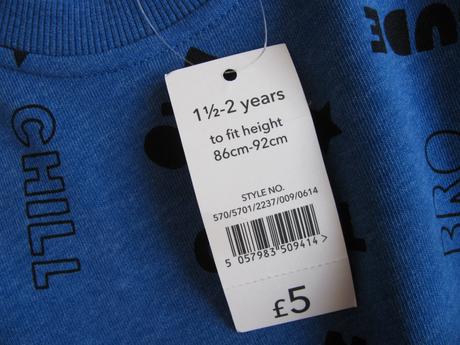 1½-2 years
to fit height
86cm-92cm
STYLE NO.
570/5701/2237/009/0614
5 057983 509414 >
£5
CHILL
BRO